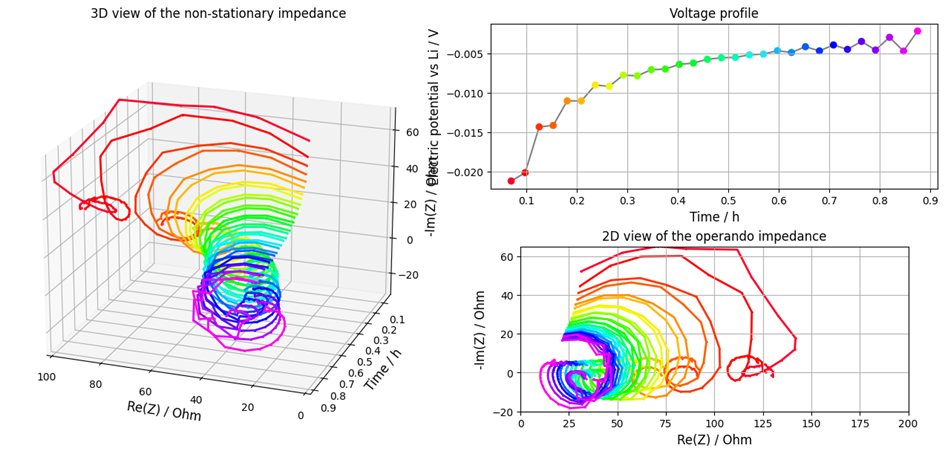 3D view of the non-stationary impedance
60
40
20
0
−20
-Im(Z) / Ohm
100
80
60
40
20
0
Re(Z) / Ohm
0.1
0.2
0.3
0.4
0.5
0.6
0.7
0.8
0.9
Time / h
Voltage profile
Electric potential vs Li / V
−0.005
−0.010
−0.015
−0.020
0.1 0.2 0.3 0.4 0.5 0.6 0.7 0.8 0.9
Time / h
2D view of the operando impedance
-Im(Z) / Ohm
60
40
20
0
−20
0 25 50 75 100 125 150 175 200
Re(Z) / Ohm